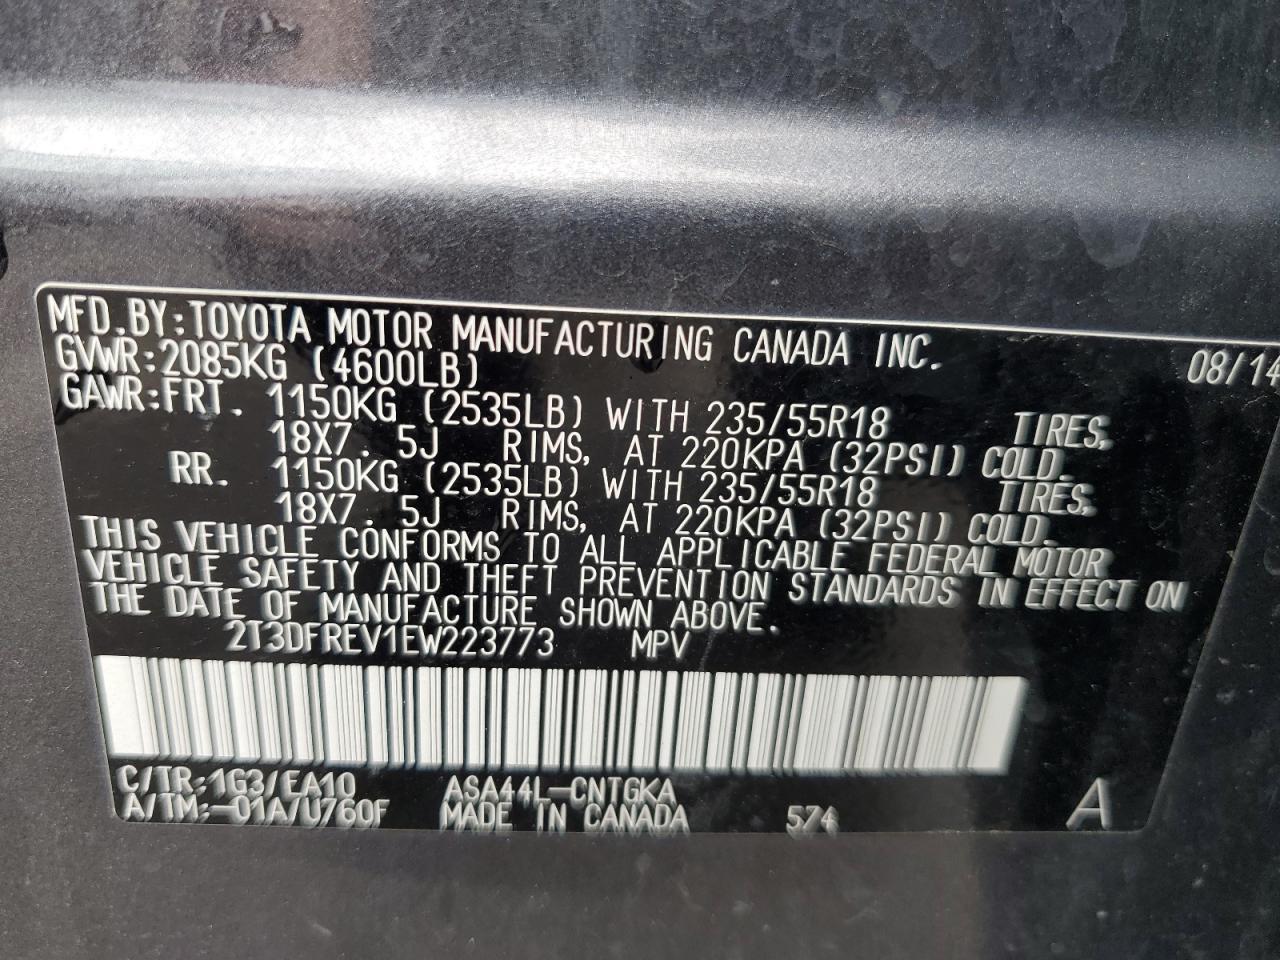 MFD.BY:TOYOTA MOTOR MANUFACTURING CANADA INC.
GVWR:2085KG (4600LB) 08/14
GAWR:FRT. 1150KG (2535LB) WITH 235/55R18 TIRES,
18X7.5J RIMS, AT 220KPA (32PSI) COLD.
RR. 1150KG (2535LB) WITH 235/55R18 TIRES,
18X7.5J RIMS, AT 220KPA (32PSI) COLD.
THIS VEHICLE CONFORMS TO ALL APPLICABLE FEDERAL MOTOR
VEHICLE SAFETY AND THEFT PREVENTION STANDARDS IN EFFECT ON
THE DATE OF MANUFACTURE SHOWN ABOVE.
2T3DFREV1EW223773 MPV
C/TR:1G3/EA10 ASA44L-CNTGKA
A/TM:-01A/U760F MADE IN CANADA 574 A